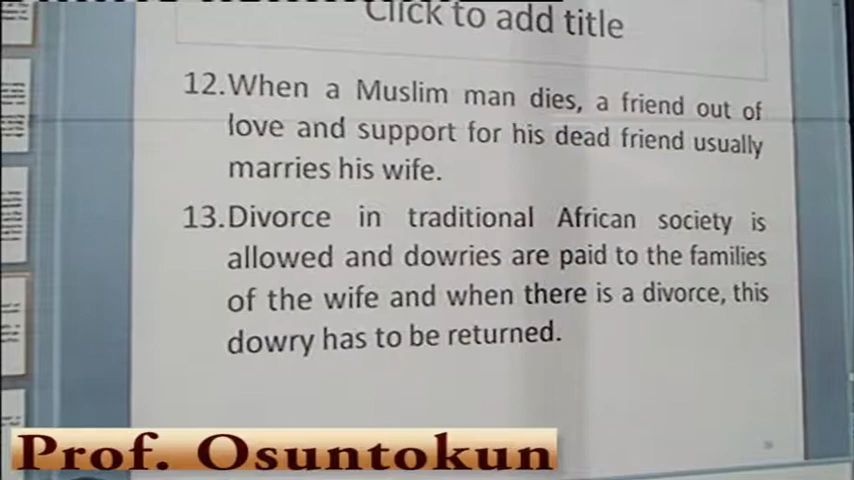 Click to add title
12.When a Muslim man dies, a friend out of
love and support for his dead friend usually
marries his wife.
13.Divorce in traditional African society is
allowed and dowries are paid to the families
of the wife and when there is a divorce, this
dowry has to be returned.
Prof. Osuntokun